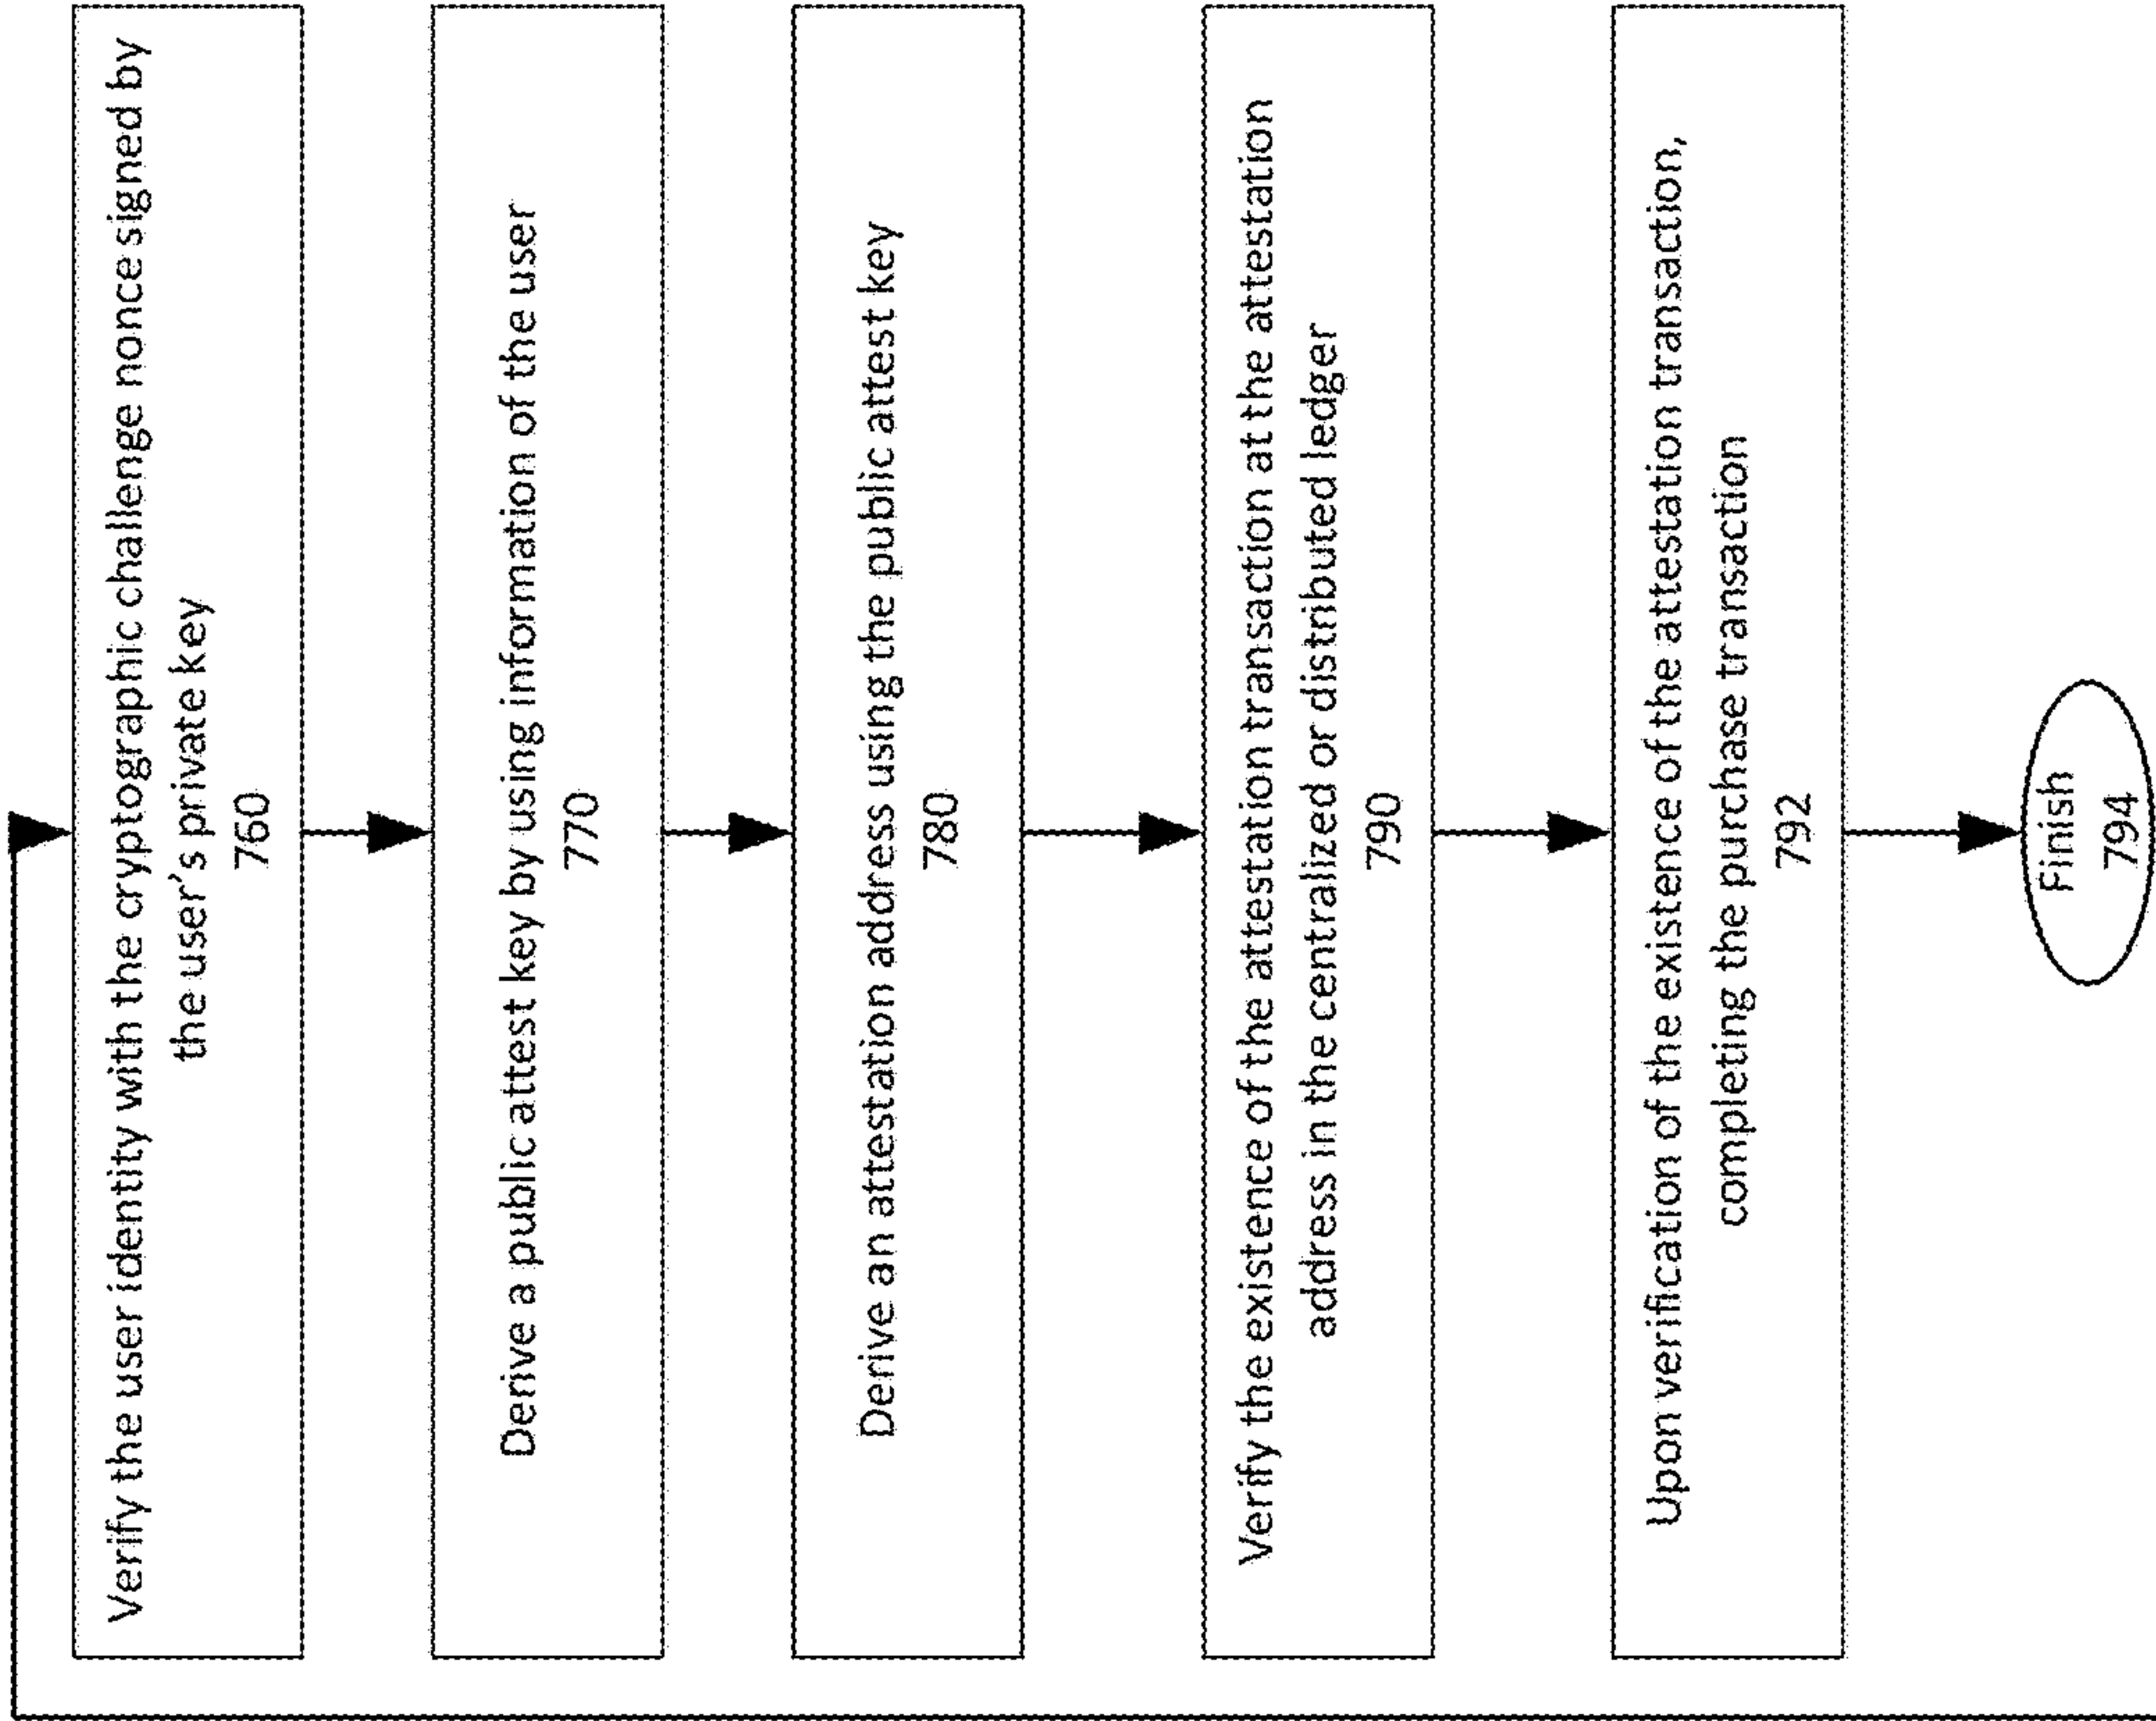 Verify the user identity with the cryptographic challenge nonce signed by
the user's private key
760
Derive a public attest key by using information of the user
770
Derive an attestation address using the public attest key
780
Verify the existence of the attestation transaction at the attestation
address in the centralized or distributed ledger
790
Upon verification of the existence of the attestation transaction,
completing the purchase transaction
792
Finish
794